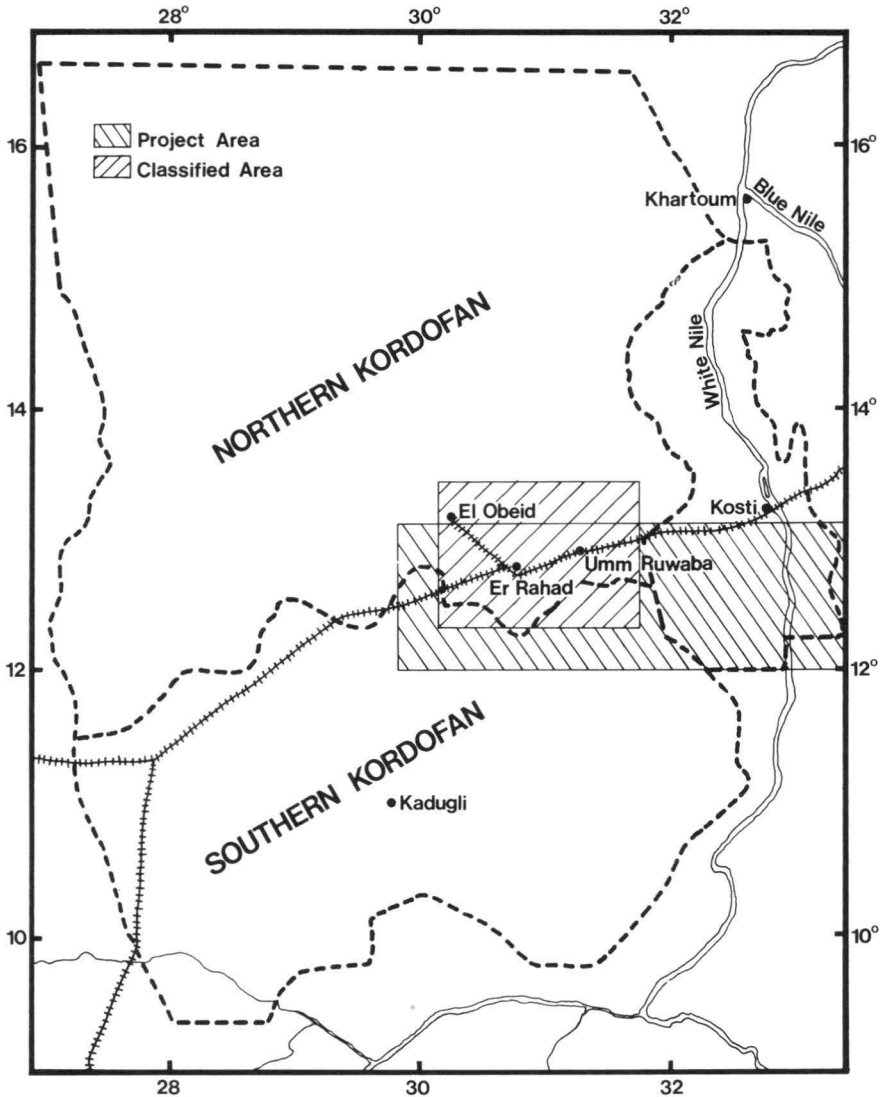 28° 30° 32°
16 16°
Project Area
Classified Area
Khartoum
Blue Nile
NORTHERN KORDOFAN
White Nile
14 14°
El Obeid
Kosti
Umm Ruwaba
Er Rahad
12 12°
SOUTHERN KORDOFAN
Kadugli
10 10°
28 30 32